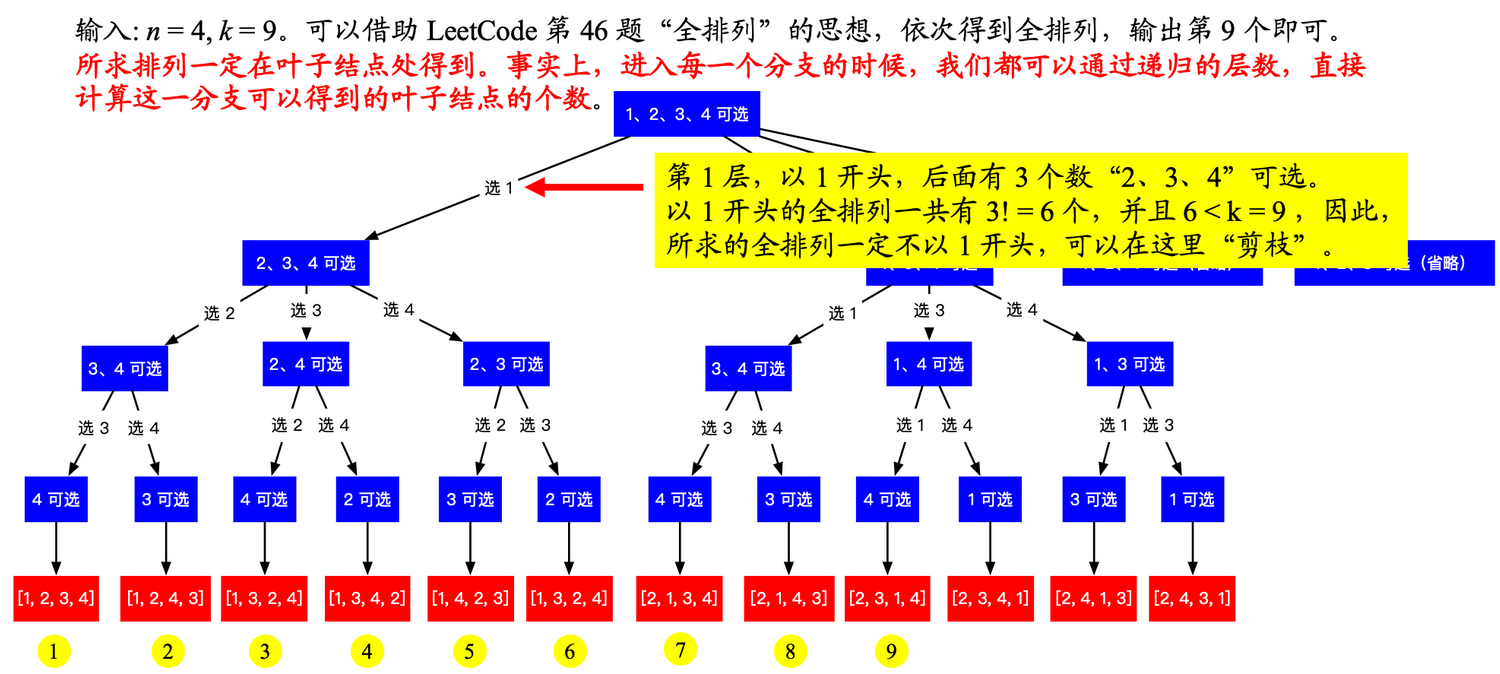 输入: n = 4, k = 9。可以借助 LeetCode 第 46 题“全排列”的思想，依次得到全排列，输出第 9 个即可。
所求排列一定在叶子结点处得到。事实上，进入每一个分支的时候，我们都可以通过递归的层数，直接
计算这一分支可以得到的叶子结点的个数。
1、2、3、4 可选
第 1 层，以 1 开头，后面有 3 个数“2、3、4”可选。
以 1 开头的全排列一共有 3! = 6 个，并且 6 < k = 9 ，因此，
所求的全排列一定不以 1 开头，可以在这里“剪枝”。
选 1
2、3、4 可选
可选（省略）
选 2 选 3 选 4 选 1 选 3 选 4
3、4 可选 2、4 可选 2、3 可选 3、4 可选 1、4 可选 1、3 可选
选 3 选 4 选 2 选 4 选 2 选 3 选 3 选 4 选 1 选 4 选 1 选 3
4 可选 3 可选 4 可选 2 可选 3 可选 2 可选 4 可选 3 可选 4 可选 1 可选 3 可选 1 可选
[1, 2, 3, 4] [1, 2, 4, 3] [1, 3, 2, 4] [1, 3, 4, 2] [1, 4, 2, 3] [1, 3, 2, 4] [2, 1, 3, 4] [2, 1, 4, 3] [2, 3, 1, 4] [2, 3, 4, 1] [2, 4, 1, 3] [2, 4, 3, 1]
1 2 3 4 5 6 7 8 9